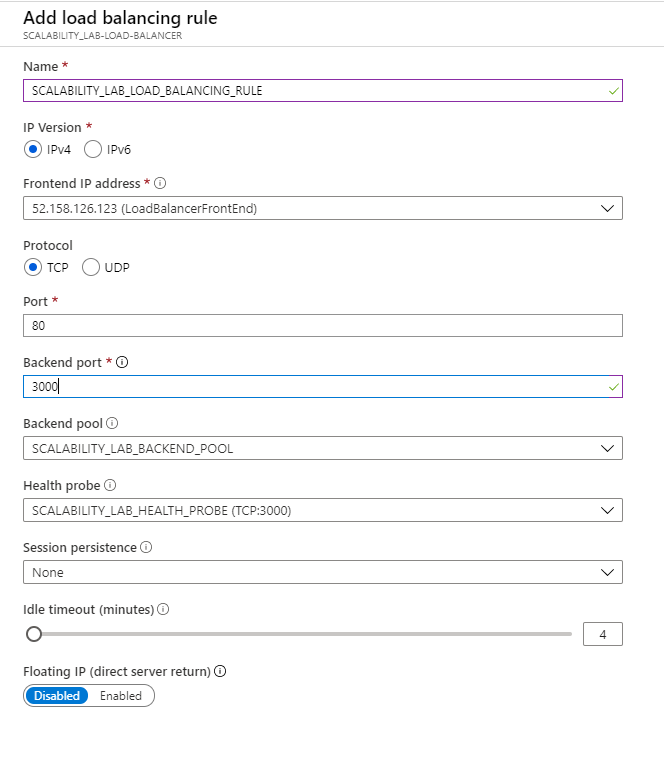 Add load balancing rule
SCALABILITY_LAB-LOAD-BALANCER
Name *
SCALABILITY_LAB_LOAD_BALANCING_RULE
IP Version *
IPv4 IPv6
Frontend IP address *
52.158.126.123 (LoadBalancerFrontEnd)
Protocol
TCP UDP
Port *
80
Backend port *
3000
Backend pool
SCALABILITY_LAB_BACKEND_POOL
Health probe
SCALABILITY_LAB_HEALTH_PROBE (TCP:3000)
Session persistence
None
Idle timeout (minutes)
4
Floating IP (direct server return)
Disabled Enabled